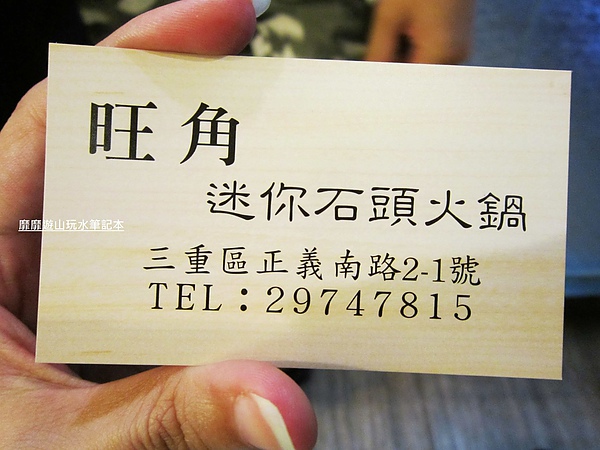 旺角
迷你石頭火鍋
靡靡遊山玩水筆記本
三重區正義南路2-1號
TEL：29747815